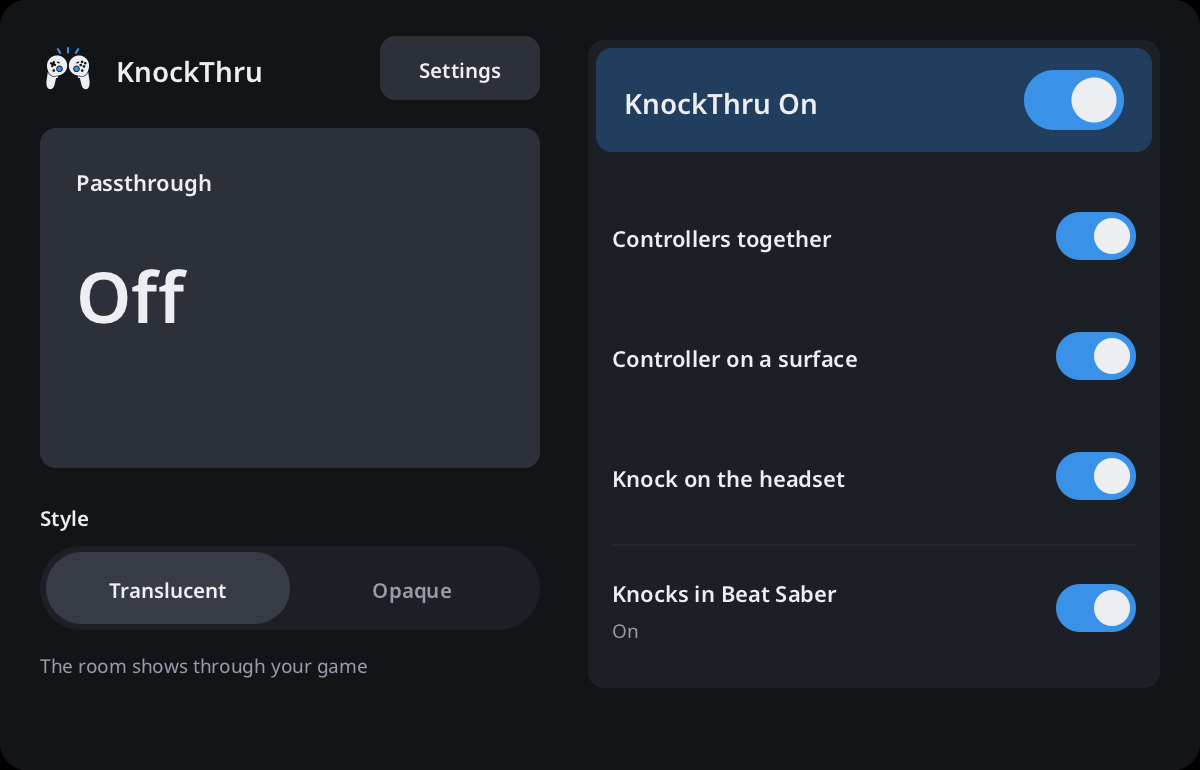 KnockThru
Settings
Passthrough
Off
Style
Translucent
Opaque
The room shows through your game
KnockThru On
Controllers together
Controller on a surface
Knock on the headset
Knocks in Beat Saber
On